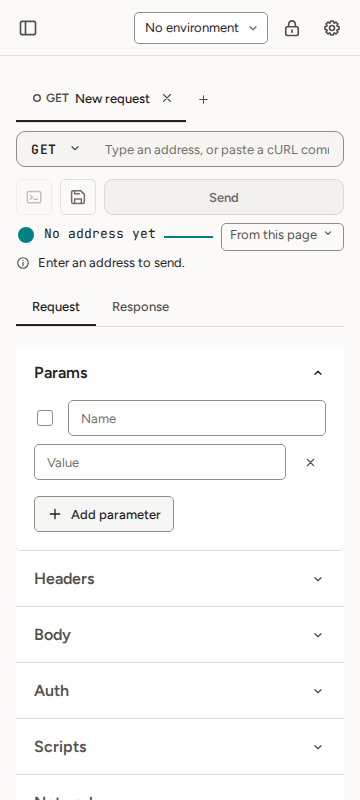 No environment
GET New request
GET Type an address, or paste a cURL com
Send
No address yet From this page
Enter an address to send.
Request Response
Params
Name
Value
Add parameter
Headers
Body
Auth
Scripts